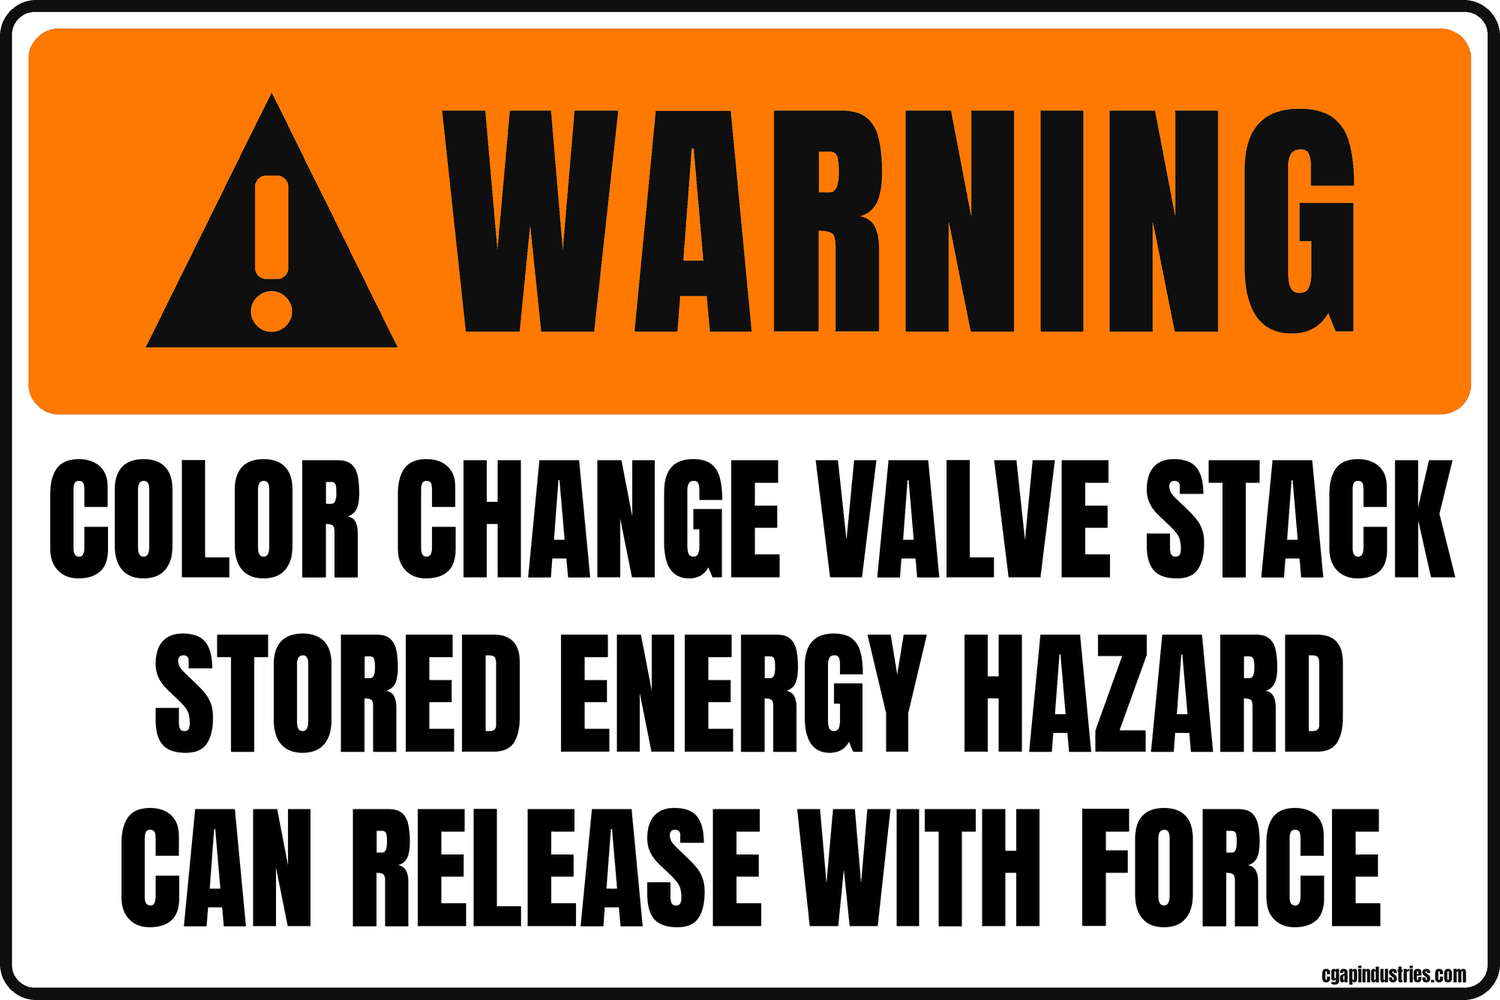 WARNING
COLOR CHANGE VALVE STACK
STORED ENERGY HAZARD
CAN RELEASE WITH FORCE
cgapindustries.com